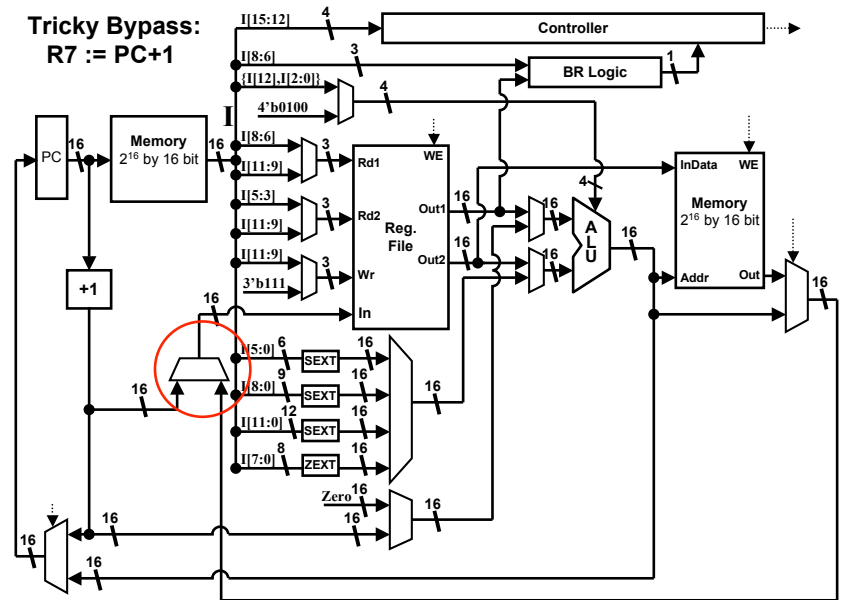 Tricky Bypass:
R7 := PC+1
I[15:12]
4
Controller
I[8:6]
3
BR Logic
1
{I[12],I[2:0]}
4
4'b0100
I
PC
16
Memory
2^16 by 16 bit
16
I[8:6]
I[11:9]
3
Rd1
WE
I[5:3]
I[11:9]
3
Rd2
Reg.
File
Out1
16
Out2
16
I[11:9]
3'b111
3
Wr
16
In
16
16
4
ALU
16
InData
WE
Memory
2^16 by 16 bit
Addr
Out
16
+1
I[5:0]
6
SEXT
16
I[8:0]
9
SEXT
16
16
16
I[11:0]
12
SEXT
16
I[7:0]
8
ZEXT
16
Zero
16
16
16
16
16
16